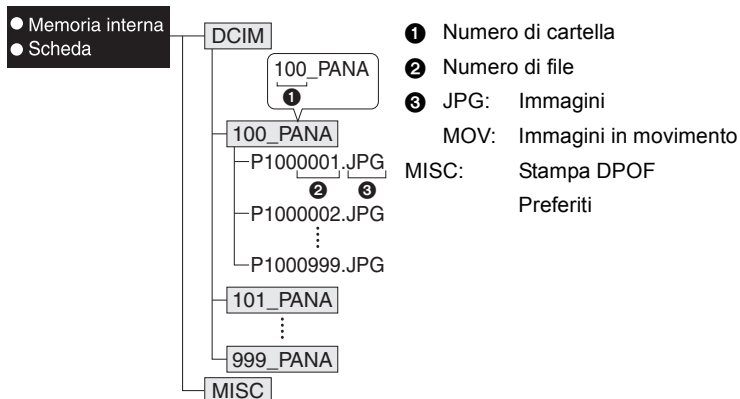 ● Memoria interna
● Scheda
DCIM
100_PANA
❶
100_PANA
P1000001.JPG
❷ ❸
P1000002.JPG
P1000999.JPG
101_PANA
999_PANA
MISC
❶ Numero di cartella
❷ Numero di file
❸ JPG: Immagini
MOV: Immagini in movimento
MISC: Stampa DPOF
Preferiti